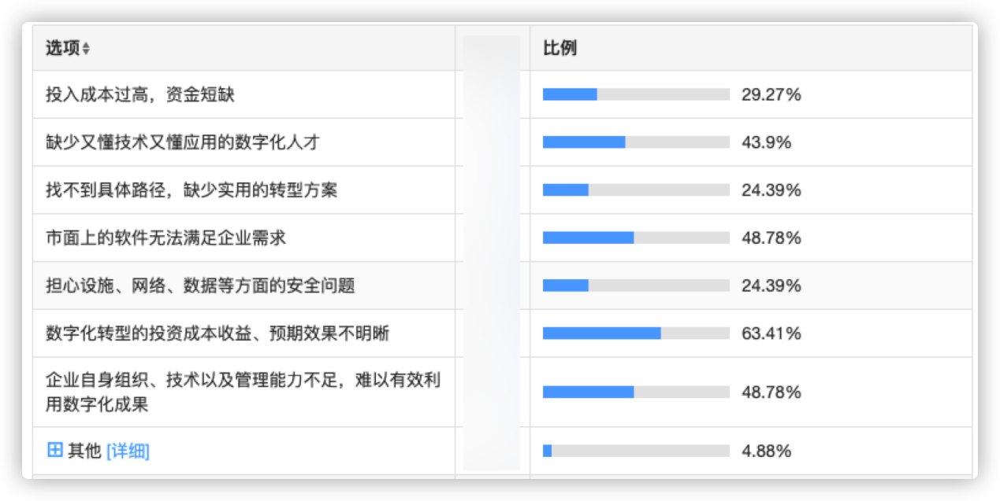 选项 比例
投入成本过高，资金短缺 29.27%
缺少又懂技术又懂应用的数字化人才 43.9%
找不到具体路径，缺少实用的转型方案 24.39%
市面上的软件无法满足企业需求 48.78%
担心设施、网络、数据等方面的安全问题 24.39%
数字化转型的投资成本收益、预期效果不明晰 63.41%
企业自身组织、技术以及管理能力不足，难以有效利
用数字化成果 48.78%
其他 [详细] 4.88%